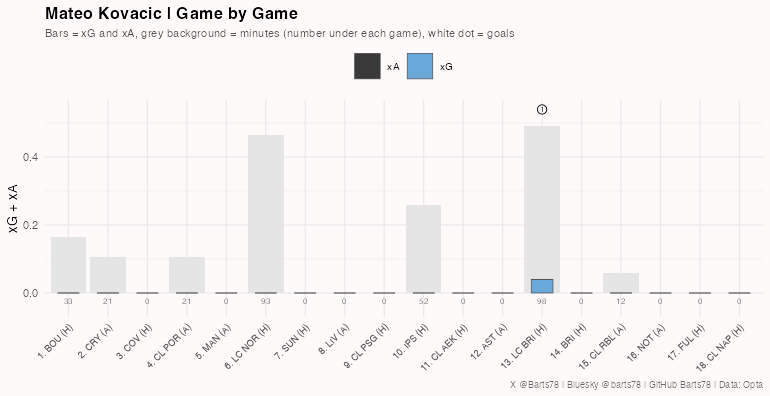 Mateo Kovacic | Game by Game
Bars = xG and xA, grey background = minutes (number under each game), white dot = goals
xA xG
xG + xA
0.4
0.2
0.0
1
33 21 0 21 0 93 0 0 0 52 0 0 98 0 12 0 0 0
1. BOU (H)
2. CRY (A)
3. COV (H)
4. CL POR (A)
5. MAN (A)
6. LC NOR (H)
7. SUN (H)
8. LIV (A)
9. CL PSG (H)
10. IPS (H)
11. CL AEK (H)
12. AST (A)
13. LC BRI (H)
14. BRI (H)
15. CL RBL (A)
16. NOT (A)
17. FUL (H)
18. CL NAP (H)
X @Barts78 | Bluesky @barts78 | GitHub Barts78 | Data: Opta